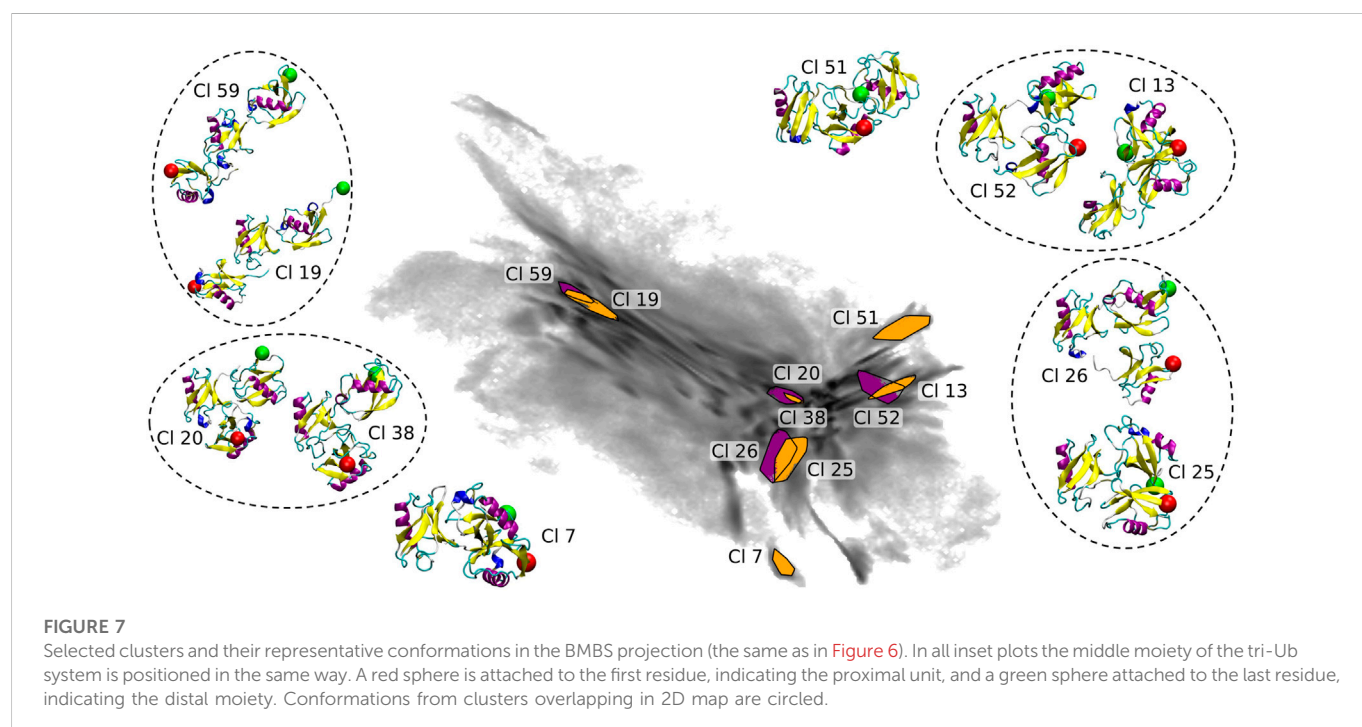 Cl 59
Cl 19
Cl 51
Cl 13
Cl 52
Cl 59
Cl 19
Cl 51
Cl 20
Cl 13
Cl 38
Cl 52
Cl 26
Cl 25
Cl 7
Cl 26
Cl 25
Cl 20
Cl 38
Cl 7
FIGURE 7
Selected clusters and their representative conformations in the BMBS projection (the same as in Figure 6). In all inset plots the middle moiety of the tri-Ub
system is positioned in the same way. A red sphere is attached to the first residue, indicating the proximal unit, and a green sphere attached to the last residue,
indicating the distal moiety. Conformations from clusters overlapping in 2D map are circled.